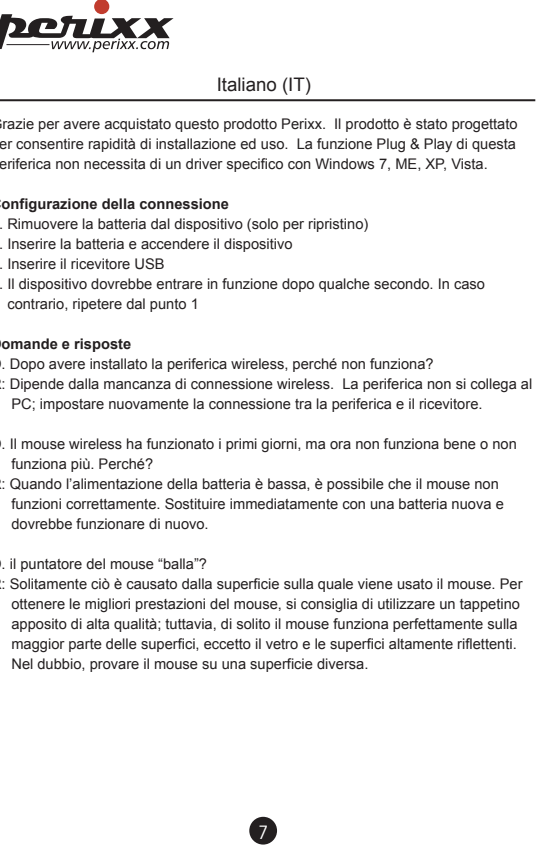 perixx
www.perixx.com
Italiano (IT)
Grazie per avere acquistato questo prodotto Perixx. Il prodotto è stato progettato
per consentire rapidità di installazione ed uso. La funzione Plug & Play di questa
periferica non necessita di un driver specifico con Windows 7, ME, XP, Vista.
Configurazione della connessione
. Rimuovere la batteria dal dispositivo (solo per ripristino)
. Inserire la batteria e accendere il dispositivo
. Inserire il ricevitore USB
. Il dispositivo dovrebbe entrare in funzione dopo qualche secondo. In caso
contrario, ripetere dal punto 1
Domande e risposte
D. Dopo avere installato la periferica wireless, perché non funziona?
R: Dipende dalla mancanza di connessione wireless. La periferica non si collega al
PC; impostare nuovamente la connessione tra la periferica e il ricevitore.
D. Il mouse wireless ha funzionato i primi giorni, ma ora non funziona bene o non
funziona più. Perché?
R: Quando l'alimentazione della batteria è bassa, è possibile che il mouse non
funzioni correttamente. Sostituire immediatamente con una batteria nuova e
dovrebbe funzionare di nuovo.
D. il puntatore del mouse “balla”?
R: Solitamente ciò è causato dalla superficie sulla quale viene usato il mouse. Per
ottenere le migliori prestazioni del mouse, si consiglia di utilizzare un tappetino
apposito di alta qualità; tuttavia, di solito il mouse funziona perfettamente sulla
maggior parte delle superfici, eccetto il vetro e le superfici altamente riflettenti.
Nel dubbio, provare il mouse su una superficie diversa.
7